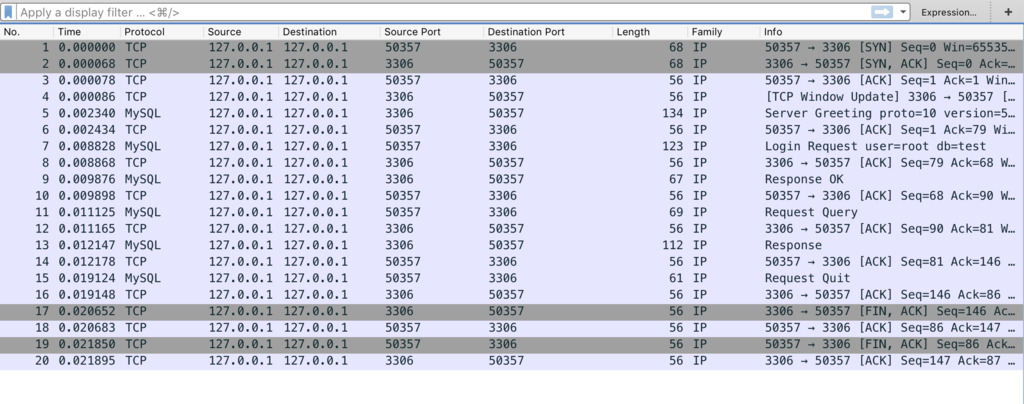 Apply a display filter ... <⌘/> Expression... +
No. Time Protocol Source Destination Source Port Destination Port Length Family Info
1 0.000000 TCP 127.0.0.1 127.0.0.1 50357 3306 68 IP 50357 → 3306 [SYN] Seq=0 Win=65535…
2 0.000068 TCP 127.0.0.1 127.0.0.1 3306 50357 68 IP 3306 → 50357 [SYN, ACK] Seq=0 Ack=…
3 0.000078 TCP 127.0.0.1 127.0.0.1 50357 3306 56 IP 50357 → 3306 [ACK] Seq=1 Ack=1 Win…
4 0.000086 TCP 127.0.0.1 127.0.0.1 3306 50357 56 IP [TCP Window Update] 3306 → 50357 […
5 0.002340 MySQL 127.0.0.1 127.0.0.1 3306 50357 134 IP Server Greeting proto=10 version=5…
6 0.002434 TCP 127.0.0.1 127.0.0.1 50357 3306 56 IP 50357 → 3306 [ACK] Seq=1 Ack=79 Wi…
7 0.008828 MySQL 127.0.0.1 127.0.0.1 50357 3306 123 IP Login Request user=root db=test
8 0.008868 TCP 127.0.0.1 127.0.0.1 3306 50357 56 IP 3306 → 50357 [ACK] Seq=79 Ack=68 W…
9 0.009876 MySQL 127.0.0.1 127.0.0.1 3306 50357 67 IP Response OK
10 0.009898 TCP 127.0.0.1 127.0.0.1 50357 3306 56 IP 50357 → 3306 [ACK] Seq=68 Ack=90 W…
11 0.011125 MySQL 127.0.0.1 127.0.0.1 50357 3306 69 IP Request Query
12 0.011165 TCP 127.0.0.1 127.0.0.1 3306 50357 56 IP 3306 → 50357 [ACK] Seq=90 Ack=81 W…
13 0.012147 MySQL 127.0.0.1 127.0.0.1 3306 50357 112 IP Response
14 0.012178 TCP 127.0.0.1 127.0.0.1 50357 3306 56 IP 50357 → 3306 [ACK] Seq=81 Ack=146 …
15 0.019124 MySQL 127.0.0.1 127.0.0.1 50357 3306 61 IP Request Quit
16 0.019148 TCP 127.0.0.1 127.0.0.1 3306 50357 56 IP 3306 → 50357 [ACK] Seq=146 Ack=86 …
17 0.020652 TCP 127.0.0.1 127.0.0.1 3306 50357 56 IP 3306 → 50357 [FIN, ACK] Seq=146 Ac…
18 0.020683 TCP 127.0.0.1 127.0.0.1 50357 3306 56 IP 50357 → 3306 [ACK] Seq=86 Ack=147 …
19 0.021850 TCP 127.0.0.1 127.0.0.1 50357 3306 56 IP 50357 → 3306 [FIN, ACK] Seq=86 Ack…
20 0.021895 TCP 127.0.0.1 127.0.0.1 3306 50357 56 IP 3306 → 50357 [ACK] Seq=147 Ack=87 …